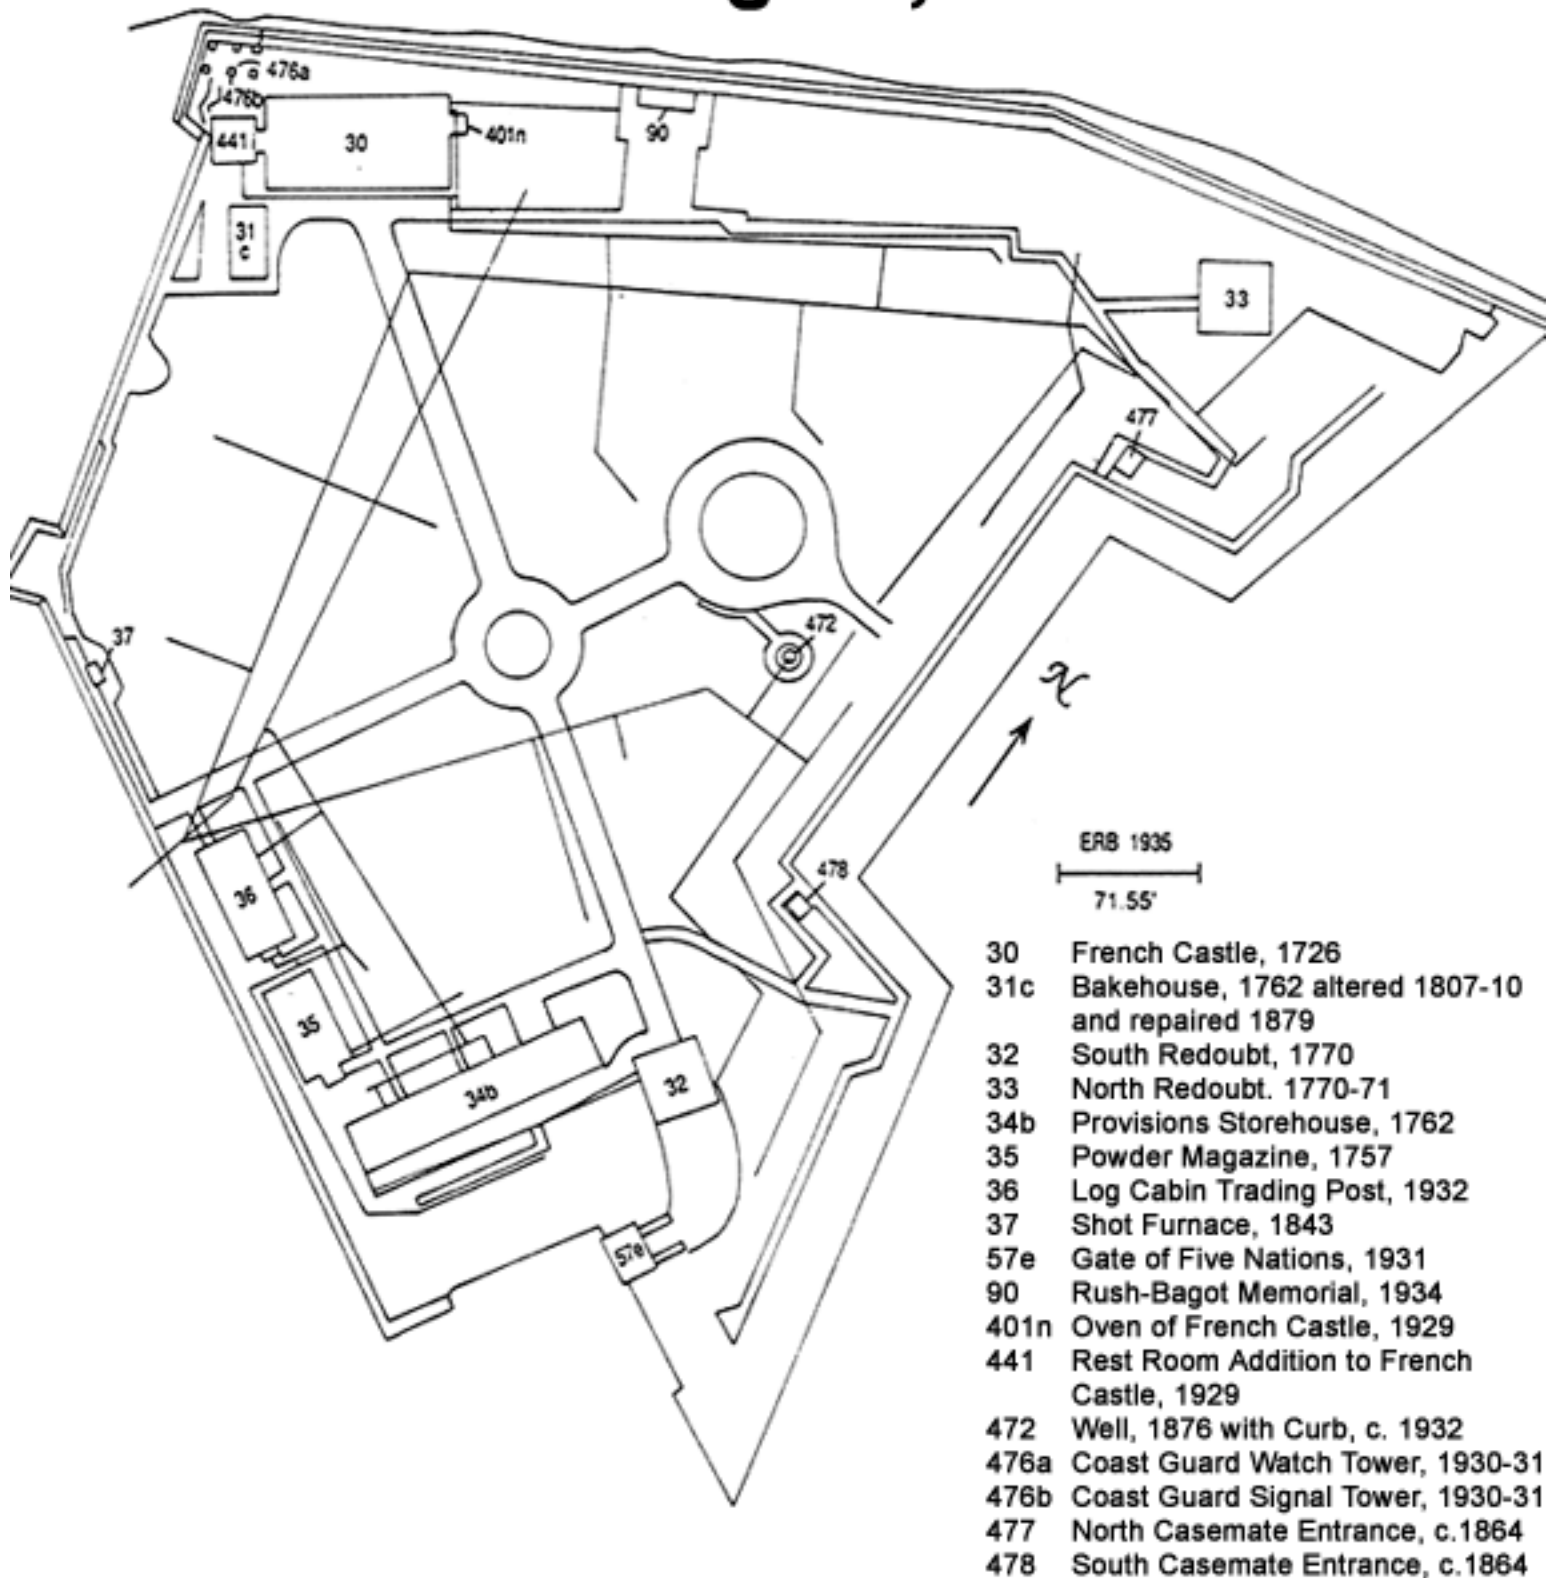 476a
476b
441
30
401n
90
31
c
33
477
37
472
N
ERB 1935
71.55'
478
36
35
34b
32
57e
30 French Castle, 1726
31c Bakehouse, 1762 altered 1807-10
and repaired 1879
32 South Redoubt, 1770
33 North Redoubt. 1770-71
34b Provisions Storehouse, 1762
35 Powder Magazine, 1757
36 Log Cabin Trading Post, 1932
37 Shot Furnace, 1843
57e Gate of Five Nations, 1931
90 Rush-Bagot Memorial, 1934
401n Oven of French Castle, 1929
441 Rest Room Addition to French
Castle, 1929
472 Well, 1876 with Curb, c. 1932
476a Coast Guard Watch Tower, 1930-31
476b Coast Guard Signal Tower, 1930-31
477 North Casemate Entrance, c.1864
478 South Casemate Entrance, c.1864